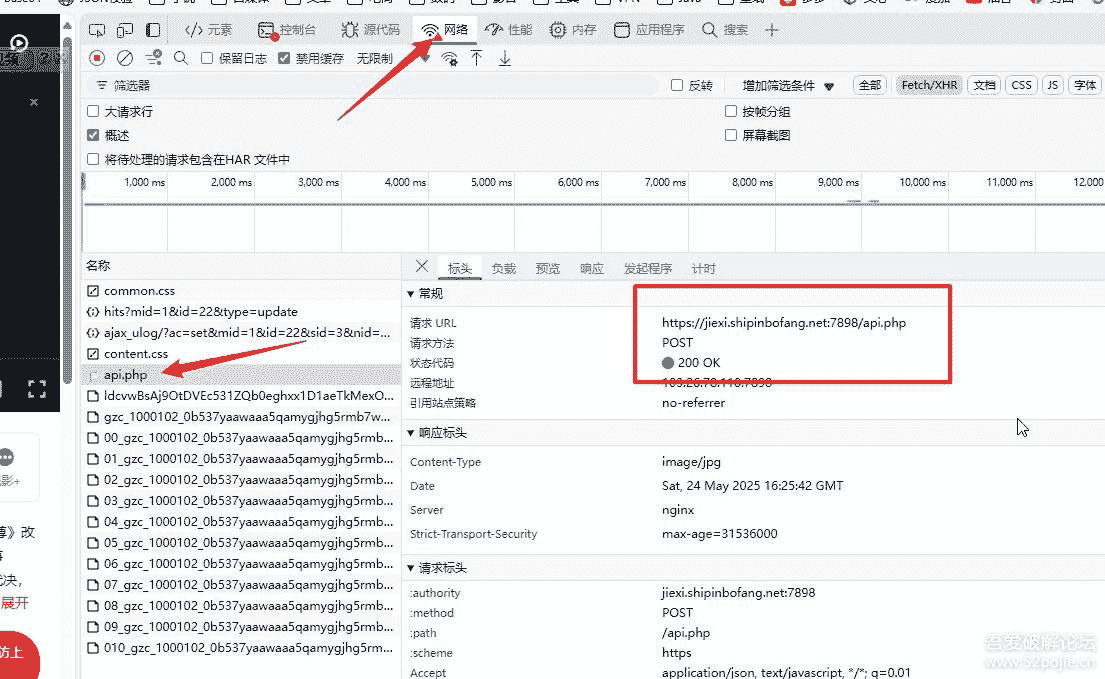 元素 控制台 源代码 网络 性能 内存 应用程序 搜索
保留日志 禁用缓存 无限制
筛选器 反转 增加筛选条件 全部 Fetch/XHR 文档 CSS JS 字体
大请求行 按帧分组
概述 屏幕截图
将待处理的请求包含在HAR 文件中
1,000 ms 2,000 ms 3,000 ms 4,000 ms 5,000 ms 6,000 ms 7,000 ms 8,000 ms 9,000 ms 10,000 ms 11,000 ms 12,000
名称
common.css
hits?mid=1&id=22&type=update
ajax_ulog/?ac=set&mid=1&id=22&sid=3&nid=...
content.css
api.php
ldcvwBsAj9OtDVEc531ZQb0eghxx1D1aeTkMexO...
gzc_1000102_0b537yaawaaa5qamygjhg5rmb7w...
00_gzc_1000102_0b537yaawaaa5qamygjhg5rmb...
01_gzc_1000102_0b537yaawaaa5qamygjhg5rmb...
02_gzc_1000102_0b537yaawaaa5qamygjhg5rmb...
03_gzc_1000102_0b537yaawaaa5qamygjhg5rmb...
04_gzc_1000102_0b537yaawaaa5qamygjhg5rmb...
05_gzc_1000102_0b537yaawaaa5qamygjhg5rmb...
06_gzc_1000102_0b537yaawaaa5qamygjhg5rmb...
07_gzc_1000102_0b537yaawaaa5qamygjhg5rmb...
08_gzc_1000102_0b537yaawaaa5qamygjhg5rmb...
09_gzc_1000102_0b537yaawaaa5qamygjhg5rmb...
010_gzc_1000102_0b537yaawaaa5qamygjhg5rmb...
标头 负载 预览 响应 发起程序 计时
常规
请求 URL https://jiexi.shipinbofang.net:7898/api.php
请求方法 POST
状态代码 200 OK
远程地址
引用站点策略 no-referrer
响应标头
Content-Type image/jpg
Date Sat, 24 May 2025 16:25:42 GMT
Server nginx
Strict-Transport-Security max-age=31536000
请求标头
:authority jiexi.shipinbofang.net:7898
:method POST
:path /api.php
:scheme https
Accept application/json, text/javascript, */*; q=0.01
展开
吾爱破解论坛
www.52pojie.cn